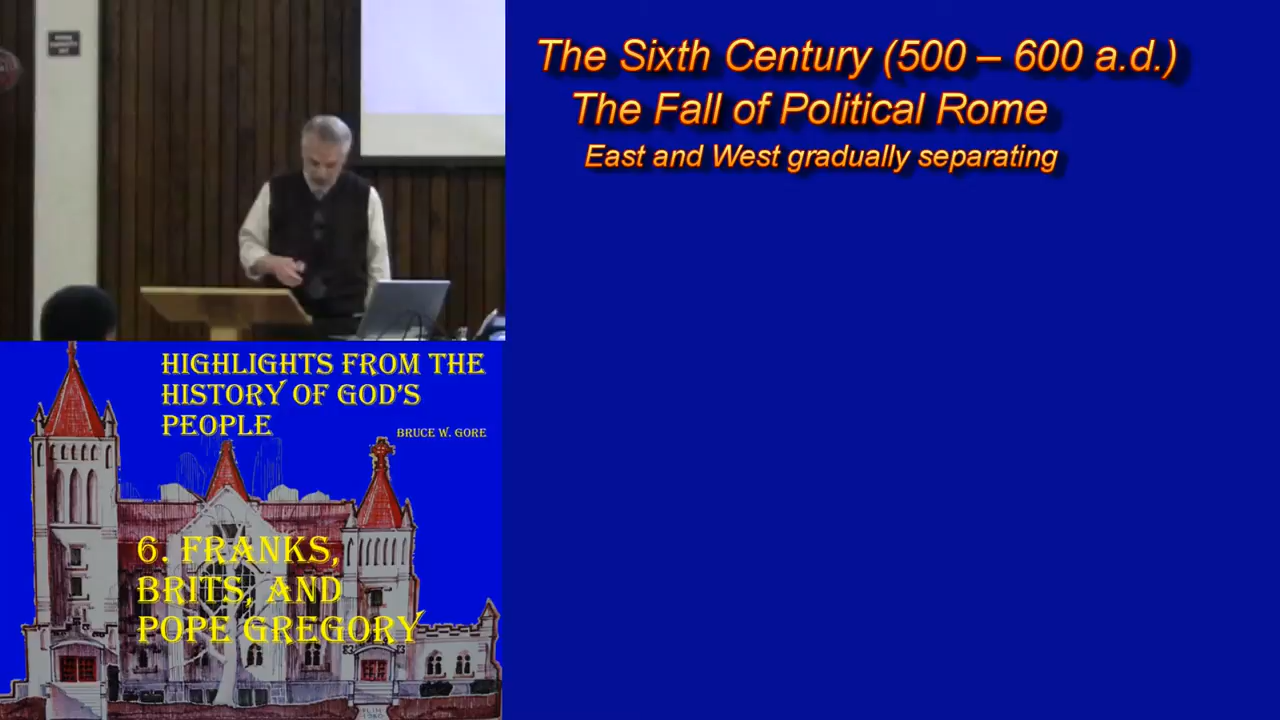 The Sixth Century (500 – 600 a.d.)
The Fall of Political Rome
East and West gradually separating
HIGHLIGHTS FROM THE
HISTORY OF GOD'S
PEOPLE
BRUCE W. GORE
6. FRANKS,
BRITS, AND
POPE GREGORY